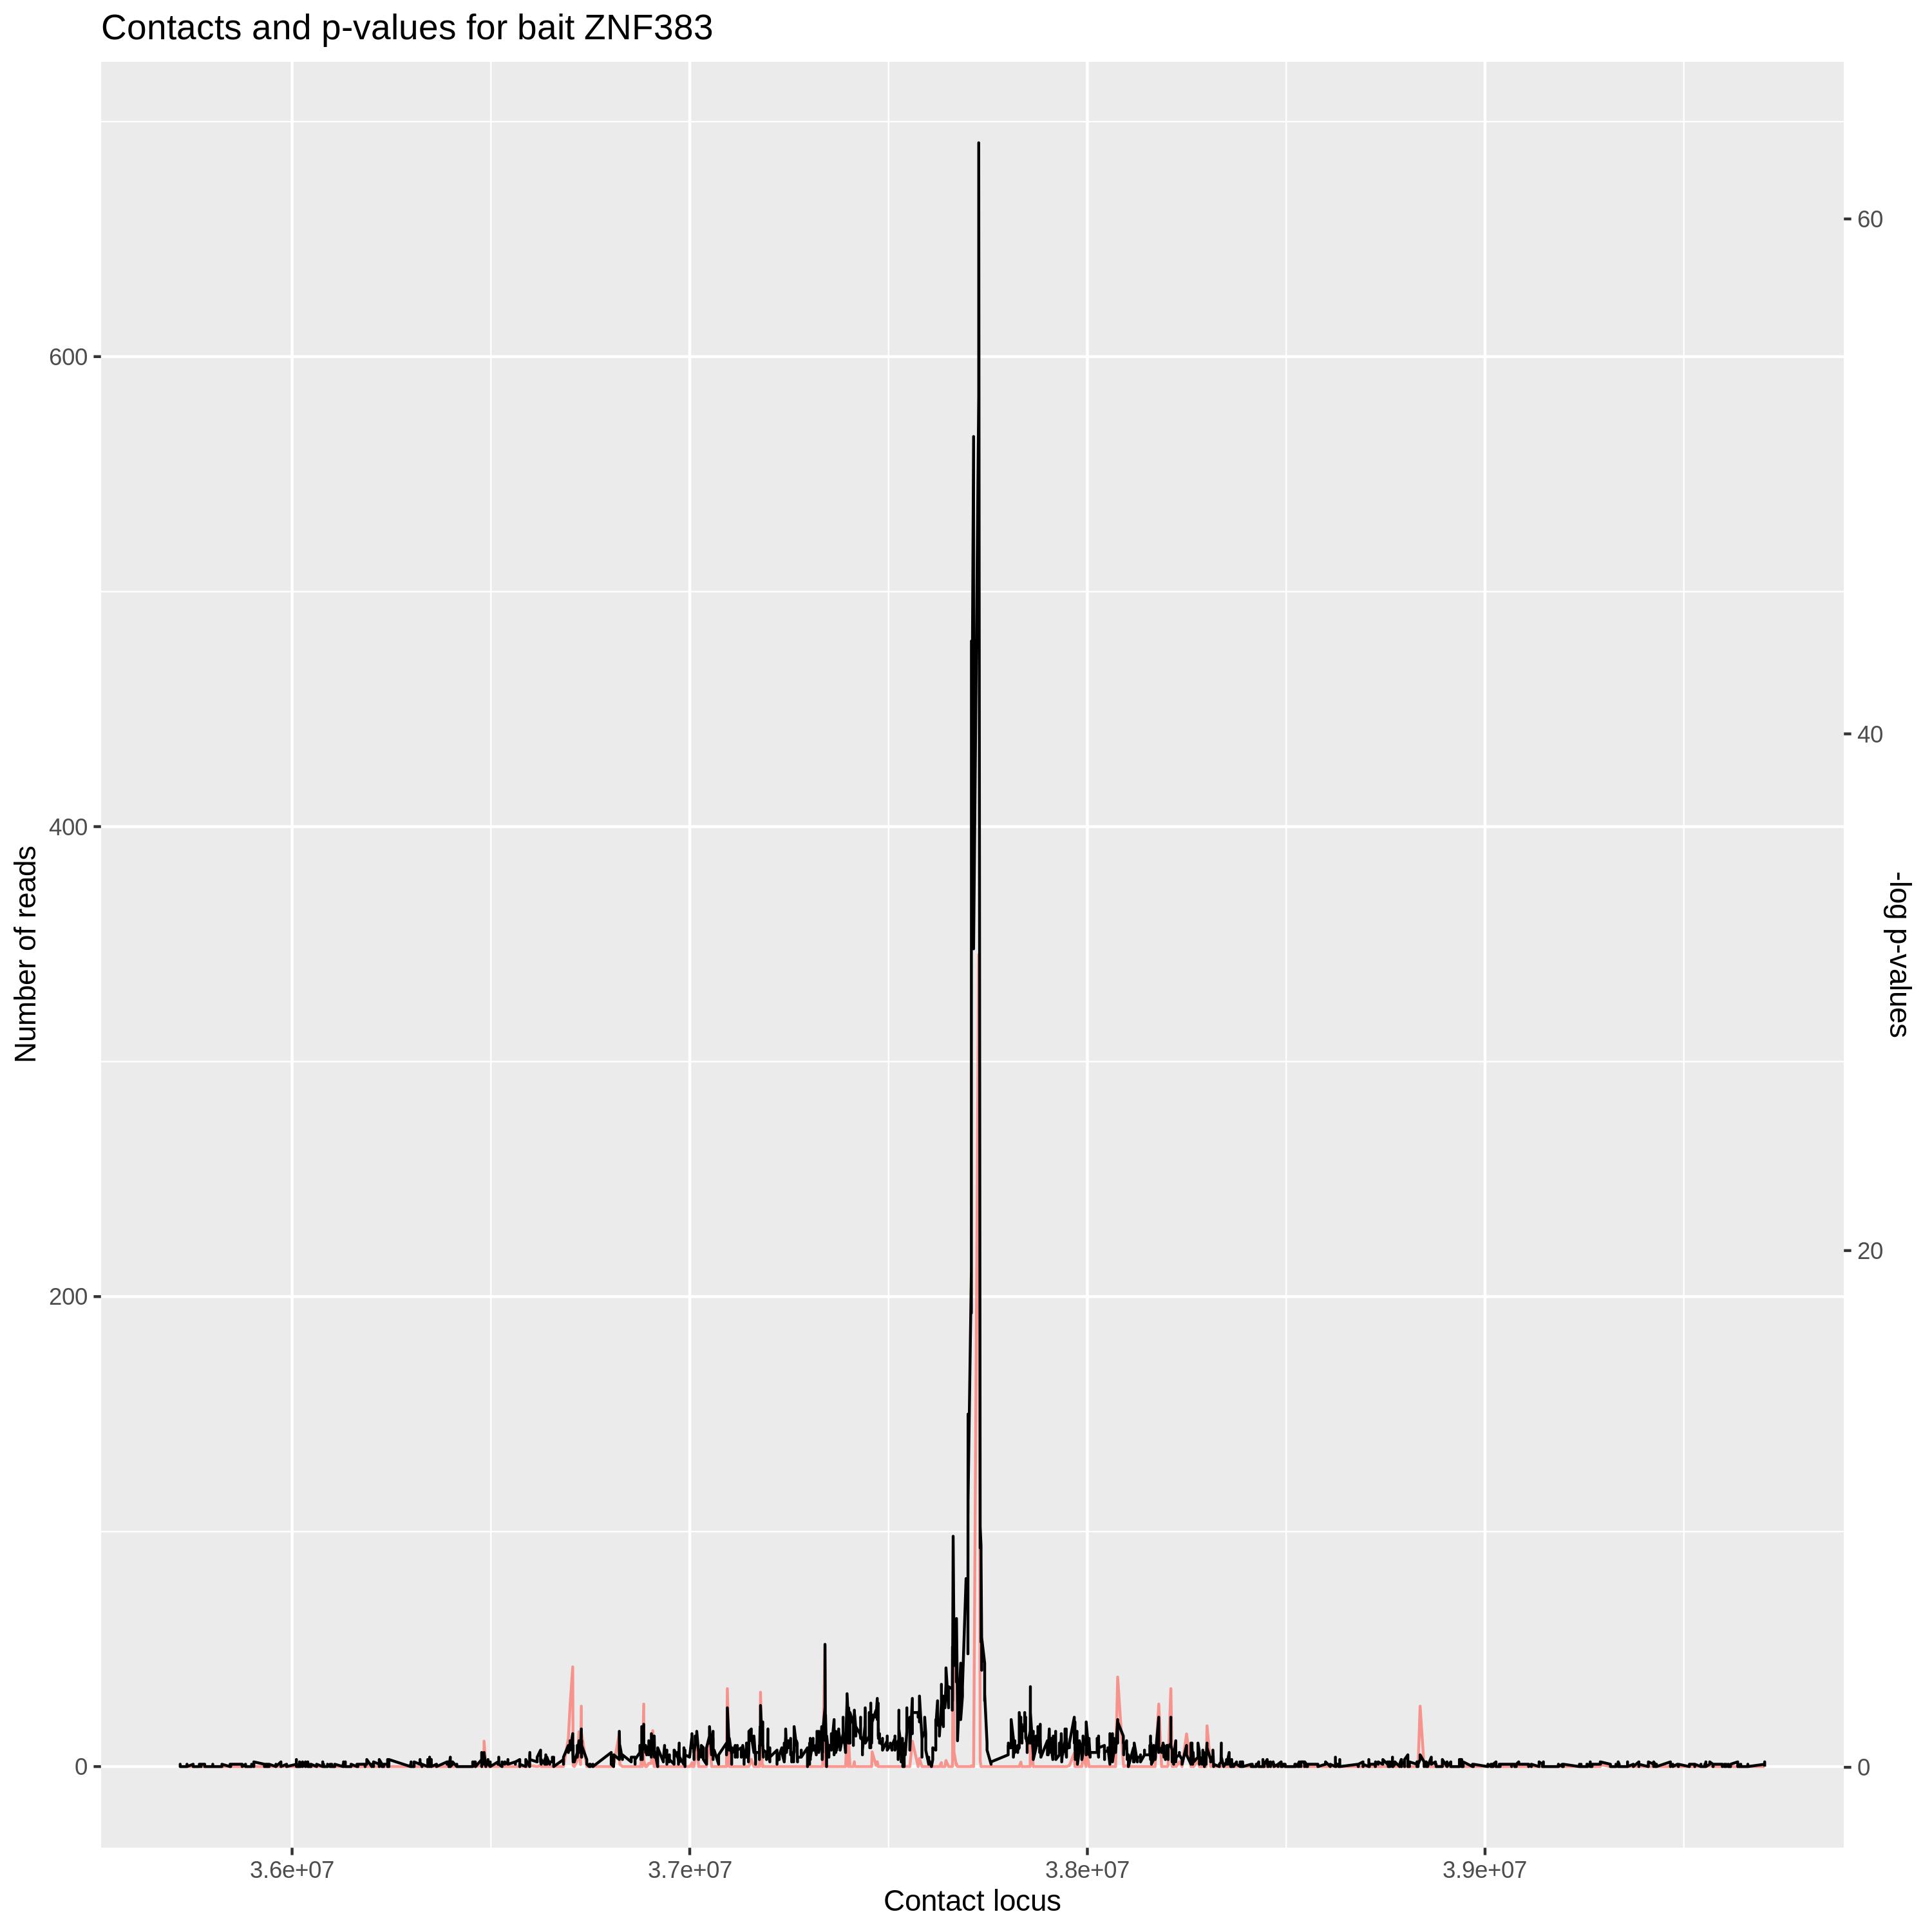 Contacts and p-values for bait ZNF383
Number of reads
600
400
200
0
60
40
20
0
-log p-values
3.6e+07
3.7e+07
3.8e+07
3.9e+07
Contact locus